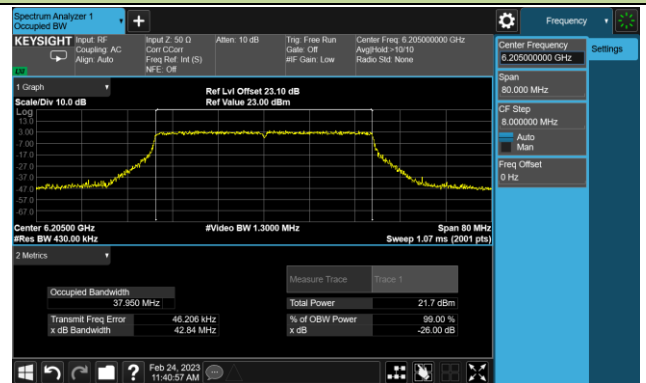 Spectrum Analyzer 1
Occupied BW
Frequency
KEYSIGHT
Input: RF
Coupling: AC
Align: Auto
Input Z: 50 Ω
Corr CCorr
Freq Ref: Int (S)
NFE: Off
Atten: 10 dB
Trig: Free Run
Gate: Off
#IF Gain: Low
Center Freq: 6.205000000 GHz
Avg|Hold:>10/10
Radio Std: None
Center Frequency
6.205000000 GHz
Settings
Span
80.000 MHz
CF Step
8.000000 MHz
Auto
Man
Freq Offset
0 Hz
1 Graph
Scale/Div 10.0 dB
Ref Lvl Offset 23.10 dB
Ref Value 23.00 dBm
Log
13.0
3.00
-7.00
-17.0
-27.0
-37.0
-47.0
-57.0
-67.0
Center 6.20500 GHz
#Video BW 1.3000 MHz
Span 80 MHz
#Res BW 430.00 kHz
Sweep 1.07 ms (2001 pts)
2 Metrics
Measure Trace
Trace 1
Occupied Bandwidth
37.950 MHz
Total Power
21.7 dBm
Transmit Freq Error
46.206 kHz
% of OBW Power
99.00 %
x dB Bandwidth
42.84 MHz
x dB
-26.00 dB
Feb 24, 2023
11:40:57 AM